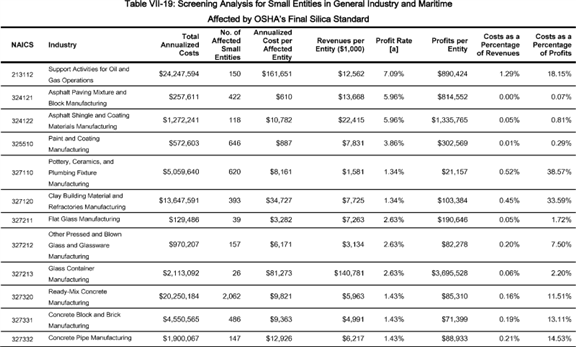 Table VII-19: Screening Analysis for Small Entities in General Industry and Maritime
Affected by OSHA's Final Silica Standard
NAICS Industry Total Annualized Costs No. of Affected Small Entities Annualized Cost per Affected Entity Revenues per Entity ($1,000) Profit Rate [a] Profits per Entity Costs as a Percentage of Revenues Costs as a Percentage of Profits
213112 Support Activities for Oil and Gas Operations $24,247,594 150 $161,651 $12,562 7.09% $890,424 1.29% 18.15%
324121 Asphalt Paving Mixture and Block Manufacturing $257,611 422 $610 $13,668 5.96% $814,552 0.00% 0.07%
324122 Asphalt Shingle and Coating Materials Manufacturing $1,272,241 118 $10,782 $22,415 5.96% $1,335,765 0.05% 0.81%
325510 Paint and Coating Manufacturing $572,603 646 $887 $7,831 3.86% $302,569 0.01% 0.29%
327110 Pottery, Ceramics, and Plumbing Fixture Manufacturing $5,059,640 620 $8,161 $1,581 1.34% $21,157 0.52% 38.57%
327120 Clay Building Material and Refractories Manufacturing $13,647,591 393 $34,727 $7,725 1.34% $103,384 0.45% 33.59%
327211 Flat Glass Manufacturing $129,486 39 $3,282 $7,263 2.63% $190,646 0.05% 1.72%
327212 Other Pressed and Blown Glass and Glassware Manufacturing $970,207 157 $6,171 $3,134 2.63% $82,278 0.20% 7.50%
327213 Glass Container Manufacturing $2,113,092 26 $81,273 $140,781 2.63% $3,695,528 0.06% 2.20%
327320 Ready-Mix Concrete Manufacturing $20,250,184 2,062 $9,821 $5,963 1.43% $85,310 0.16% 11.51%
327331 Concrete Block and Brick Manufacturing $4,550,565 486 $9,363 $4,991 1.43% $71,399 0.19% 13.11%
327332 Concrete Pipe Manufacturing $1,900,067 147 $12,926 $6,217 1.43% $88,933 0.21% 14.53%